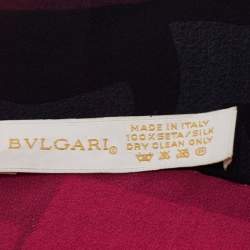 BVLGARI®
MADE IN ITALY
100% SETA/SILK
DRY CLEAN ONLY